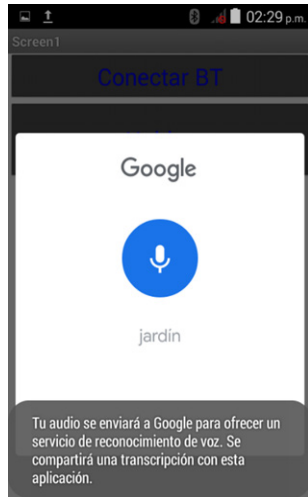 02:29 p.m.
Screen1
Conectar BT
Google
jardín
Tu audio se enviará a Google para ofrecer un
servicio de reconocimiento de voz. Se
compartirá una transcripción con esta
aplicación.